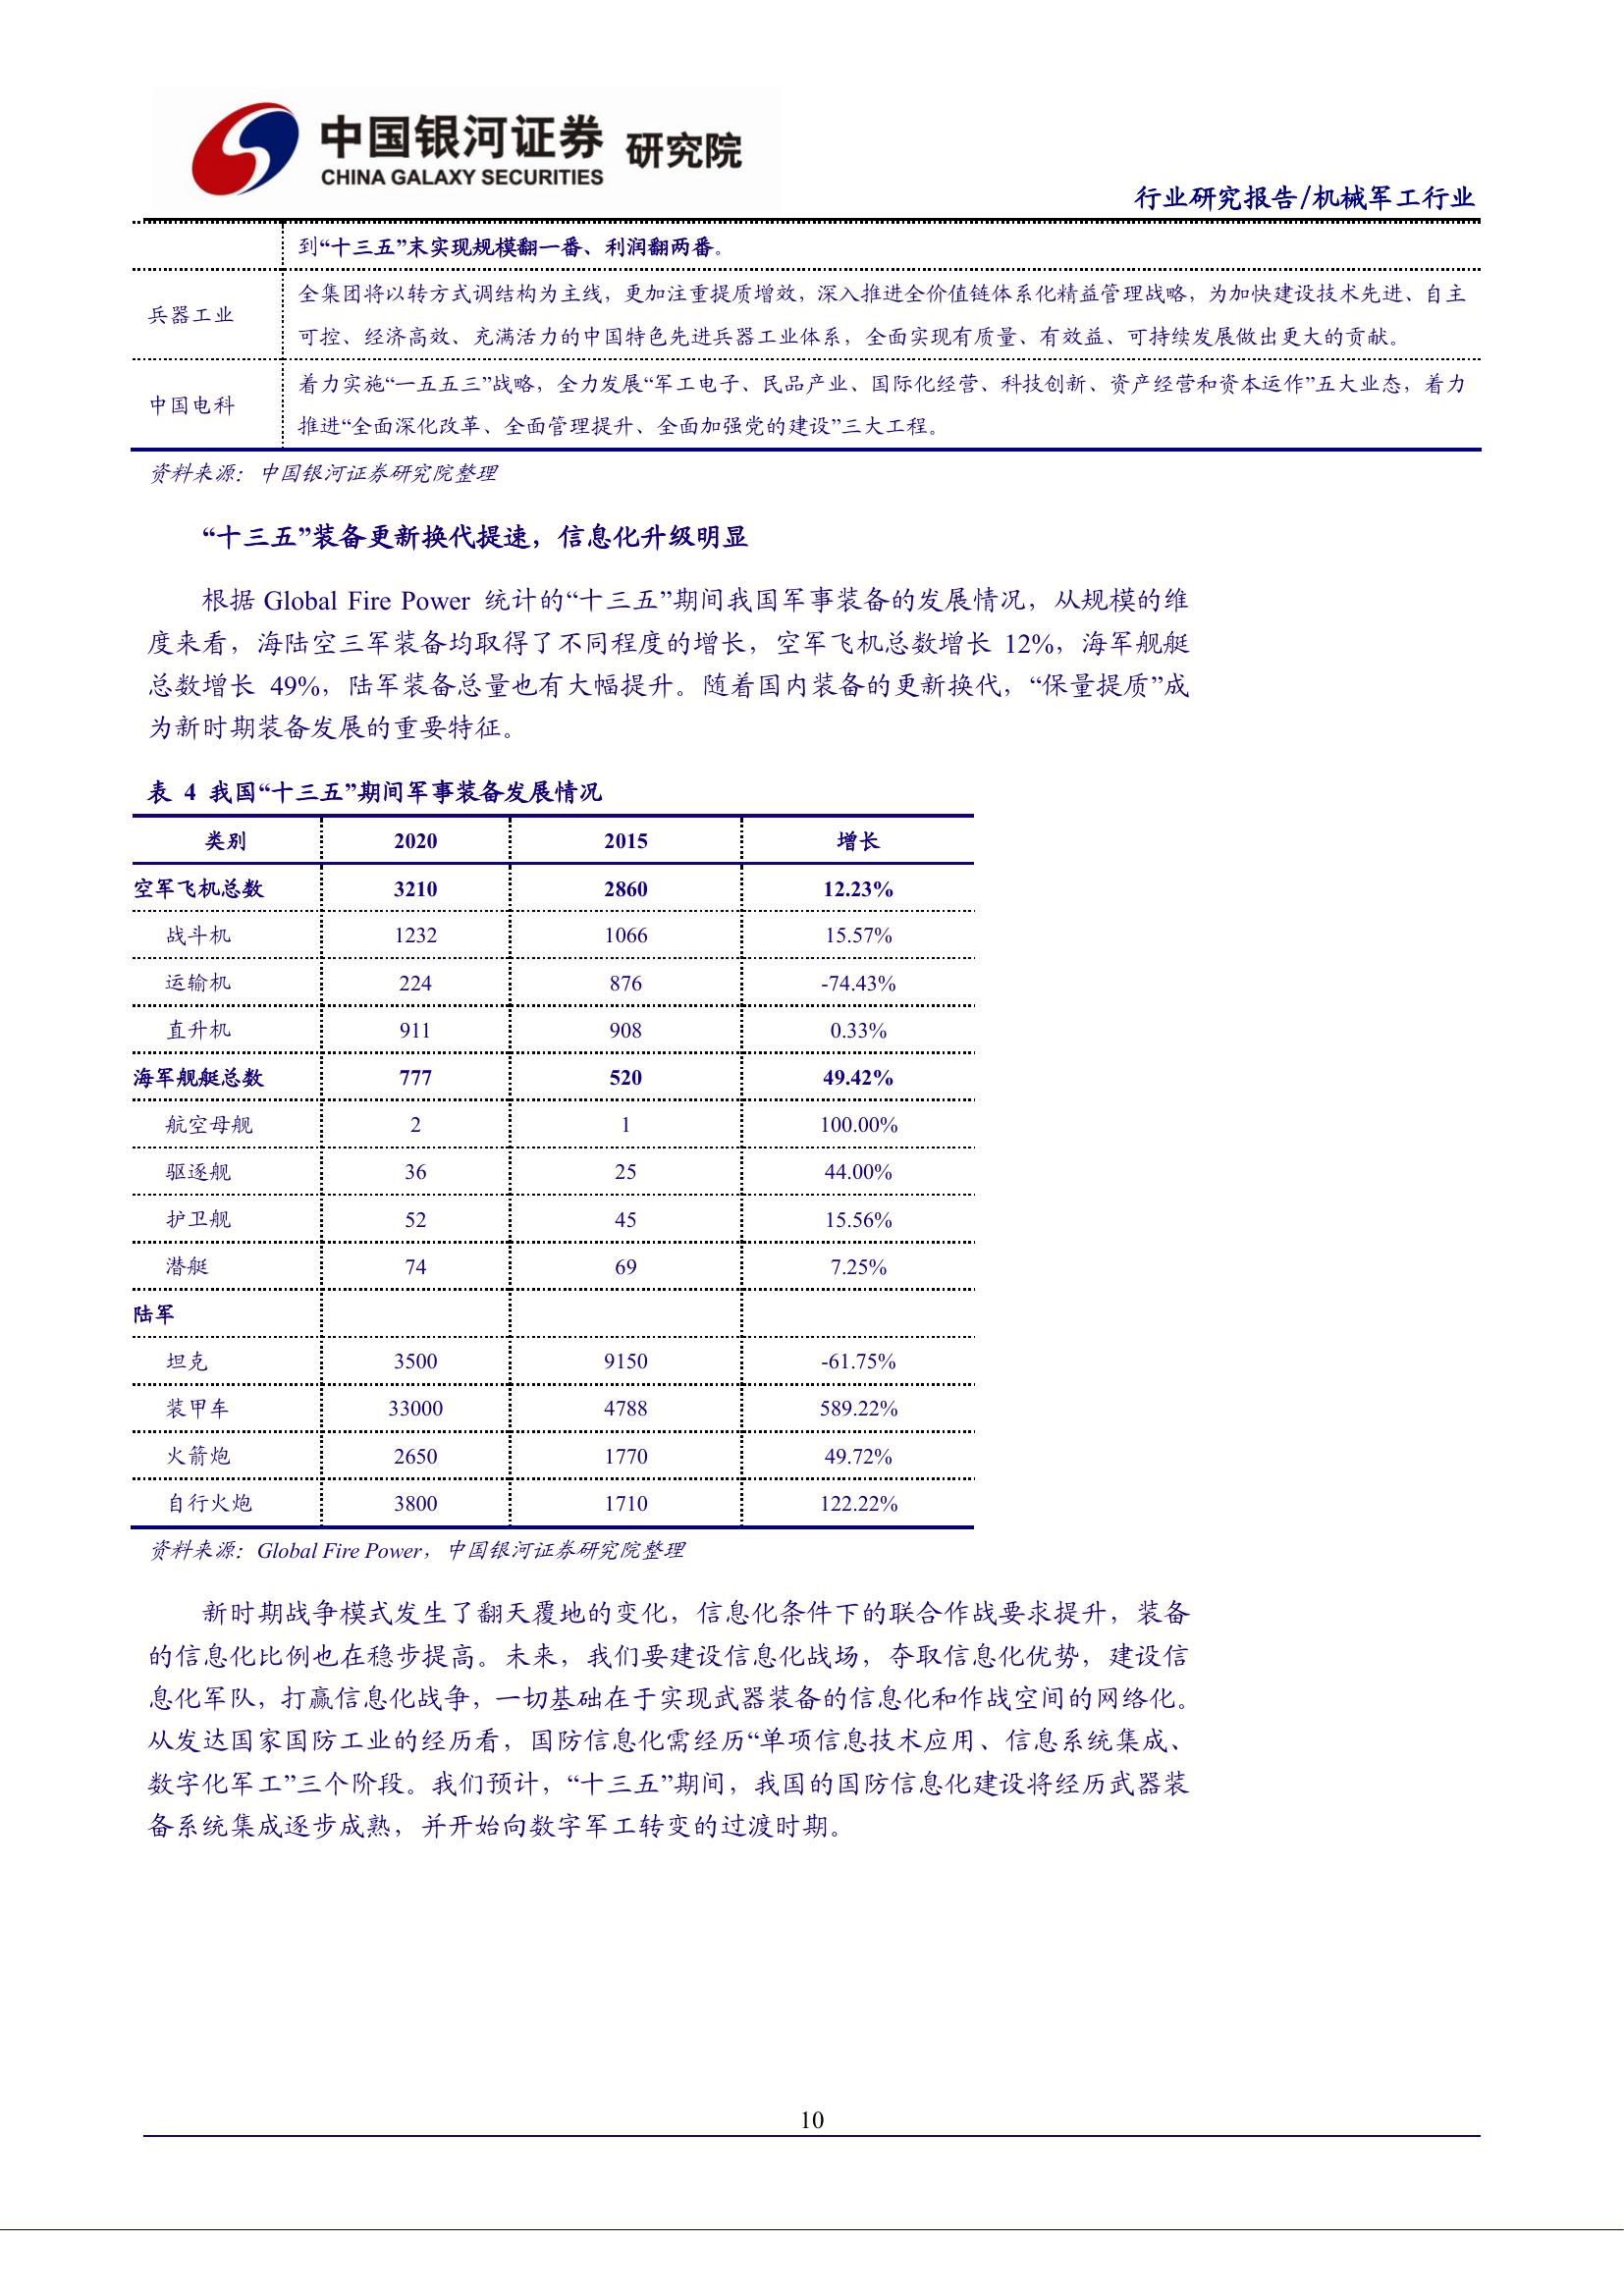 中国银河证券 研究院
CHINA GALAXY SECURITIES
行业研究报告/机械军工行业
到“十三五”末实现规模翻一番、利润翻两番。
兵器工业
全集团将以转方式调结构为主线，更加注重提质增效，深入推进全价值链体系化精益管理战略，为加快建设技术先进、自主
可控、经济高效、充满活力的中国特色先进兵器工业体系，全面实现有质量、有效益、可持续发展做出更大的贡献。
中国电科
着力实施“一五五三”战略，全力发展“军工电子、民品产业、国际化经营、科技创新、资产经营和资本运作”五大业态，着力
推进“全面深化改革、全面管理提升、全面加强党的建设”三大工程。
资料来源：中国银河证券研究院整理
“十三五”装备更新换代提速，信息化升级明显
根据 Global Fire Power 统计的“十三五”期间我国军事装备的发展情况，从规模的维
度来看，海陆空三军装备均取得了不同程度的增长，空军飞机总数增长 12%，海军舰艇
总数增长 49%，陆军装备总量也有大幅提升。随着国内装备的更新换代，“保量提质”成
为新时期装备发展的重要特征。
表 4 我国“十三五”期间军事装备发展情况
类别 2020 2015 增长
空军飞机总数 3210 2860 12.23%
战斗机 1232 1066 15.57%
运输机 224 876 -74.43%
直升机 911 908 0.33%
海军舰艇总数 777 520 49.42%
航空母舰 2 1 100.00%
驱逐舰 36 25 44.00%
护卫舰 52 45 15.56%
潜艇 74 69 7.25%
陆军
坦克 3500 9150 -61.75%
装甲车 33000 4788 589.22%
火箭炮 2650 1770 49.72%
自行火炮 3800 1710 122.22%
资料来源：Global Fire Power，中国银河证券研究院整理
新时期战争模式发生了翻天覆地的变化，信息化条件下的联合作战要求提升，装备
的信息化比例也在稳步提高。未来，我们要建设信息化战场，夺取信息化优势，建设信
息化军队，打赢信息化战争，一切基础在于实现武器装备的信息化和作战空间的网络化。
从发达国家国防工业的经历看，国防信息化需经历“单项信息技术应用、信息系统集成、
数字化军工”三个阶段。我们预计，“十三五”期间，我国的国防信息化建设将经历武器装
备系统集成逐步成熟，并开始向数字军工转变的过渡时期。
10